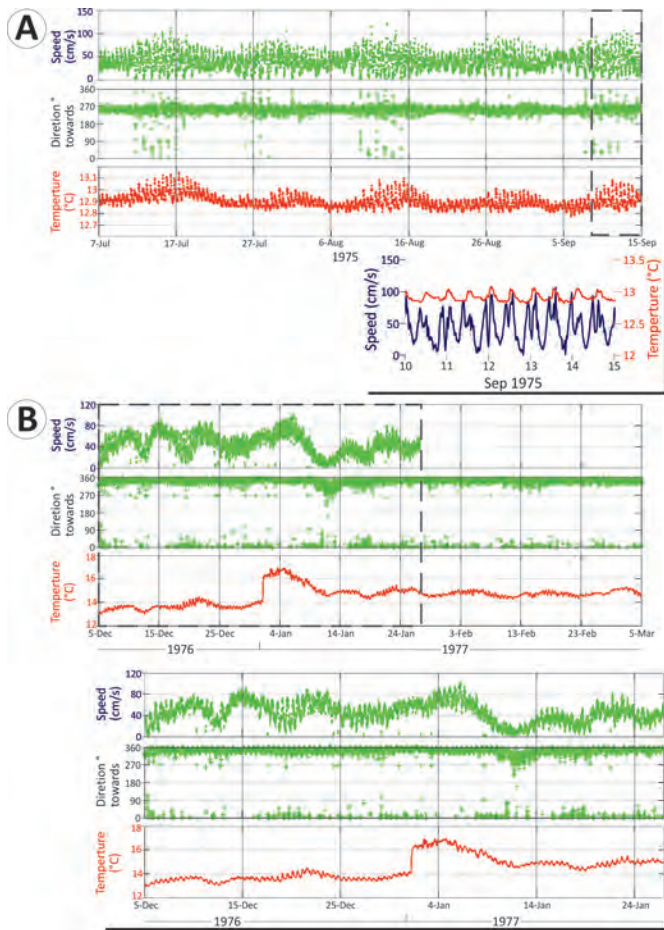 A
Speed
(cm/s)
150
100
50
0
Diretion °
towards
360
270
180
90
0
Temperture
(°C)
13.1
13
12.9
12.8
12.7
7-Jul 17-Jul 27-Jul 6-Aug 16-Aug 26-Aug 5-Sep 15-Sep
1975
Speed (cm/s)
150
100
50
0
13.5
13
12.5
12
Temperture (°C)
10 11 12 13 14 15
Sep 1975
B
Speed
(cm/s)
120
80
40
0
Diretion °
towards
360
270
180
90
0
Temperture
(°C)
18
16
14
12
5-Dec 15-Dec 25-Dec 4-Jan 14-Jan 24-Jan 3-Feb 13-Feb 23-Feb 5-Mar
1976 1977
Speed
(cm/s)
120
80
40
0
Diretion °
towards
360
270
180
90
0
Temperture
(°C)
18
16
14
12
5-Dec 15-Dec 25-Dec 4-Jan 14-Jan 24-Jan
1976 1977